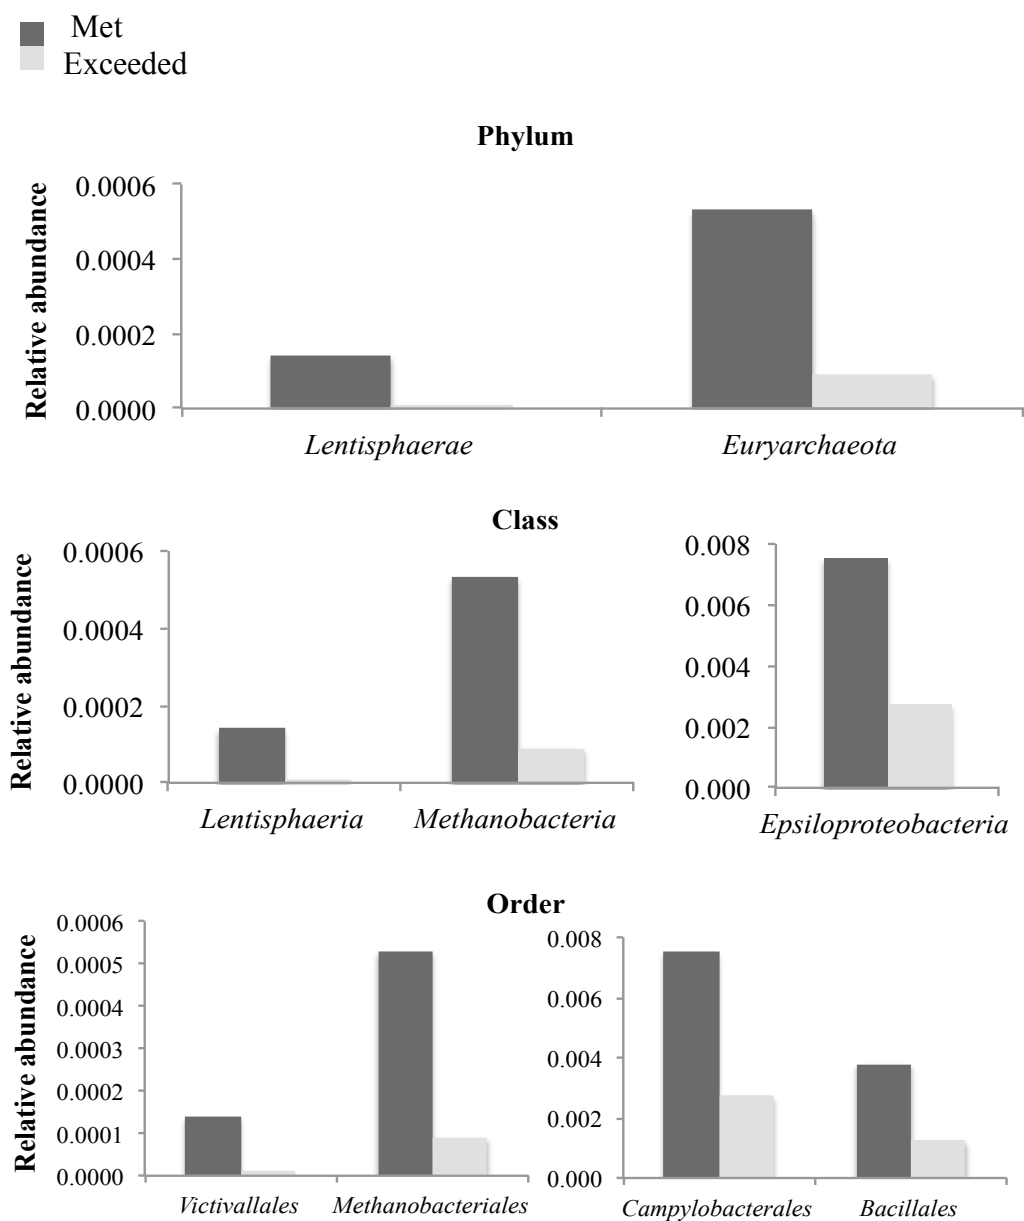 Met
Exceeded
Phylum
Relative abundance
0.0006
0.0004
0.0002
0.0000
Lentisphaerae Euryarchaeota
Class
Relative abundance
0.0006
0.0004
0.0002
0.0000
Lentisphaeria Methanobacteria
0.008
0.006
0.004
0.002
0.000
Epsiloproteobacteria
Order
Relative abundance
0.0006
0.0005
0.0004
0.0003
0.0002
0.0001
0.0000
Victivallales Methanobacteriales
0.008
0.006
0.004
0.002
0.000
Campylobacterales Bacillales